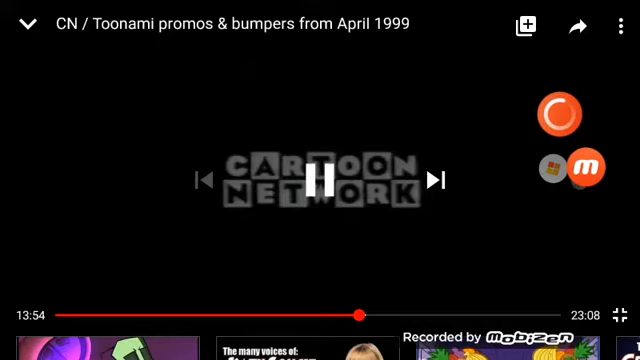 CN / Toonami promos & bumpers from April 1999
CARTOON
NETWORK
13:54
23:08
Recorded by mobizen
The many voices of: